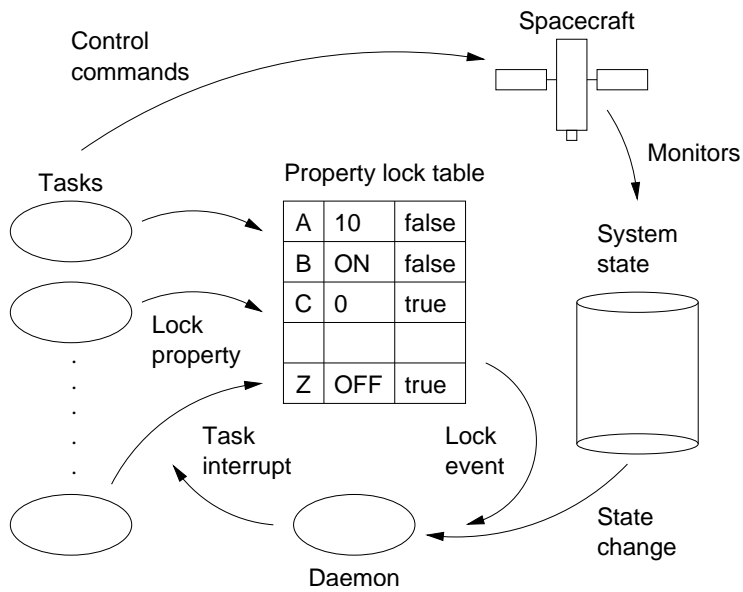 Spacecraft
Control
commands
Monitors
Tasks
Property lock table
A 10 false
B ON false
C 0 true
Z OFF true
System
state
Lock
property
Task
interrupt
Lock
event
State
change
Daemon